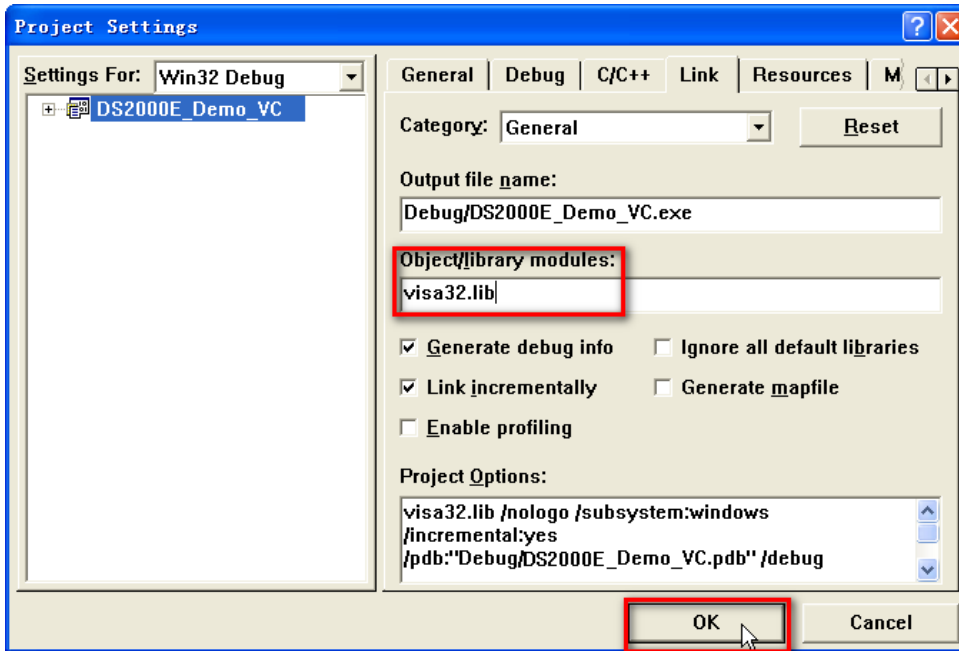 Project Settings
Settings For: Win32 Debug
DS2000E_Demo_VC
General Debug C/C++ Link Resources M
Category: General Reset
Output file name:
Debug/DS2000E_Demo_VC.exe
Object/library modules:
visa32.lib
Generate debug info Ignore all default libraries
Link incrementally Generate mapfile
Enable profiling
Project Options:
visa32.lib /nologo /subsystem:windows
/incremental:yes
/pdb:"Debug/DS2000E_Demo_VC.pdb" /debug
OK Cancel